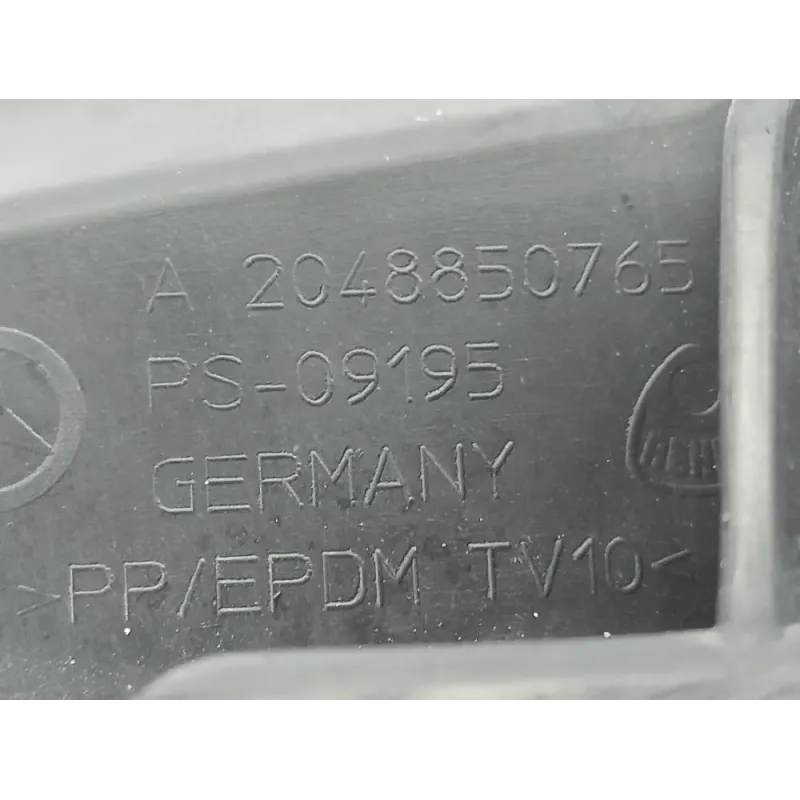 A 2048850765
PS-09195
GERMANY
>PP/EPDM TV10<